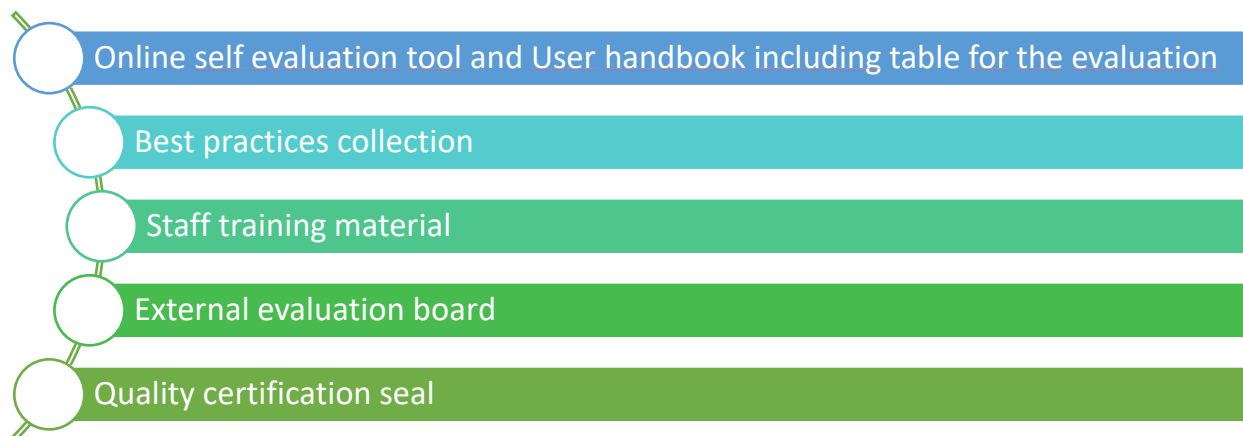 Online self evaluation tool and User handbook including table for the evaluation
Best practices collection
Staff training material
External evaluation board
Quality certification seal